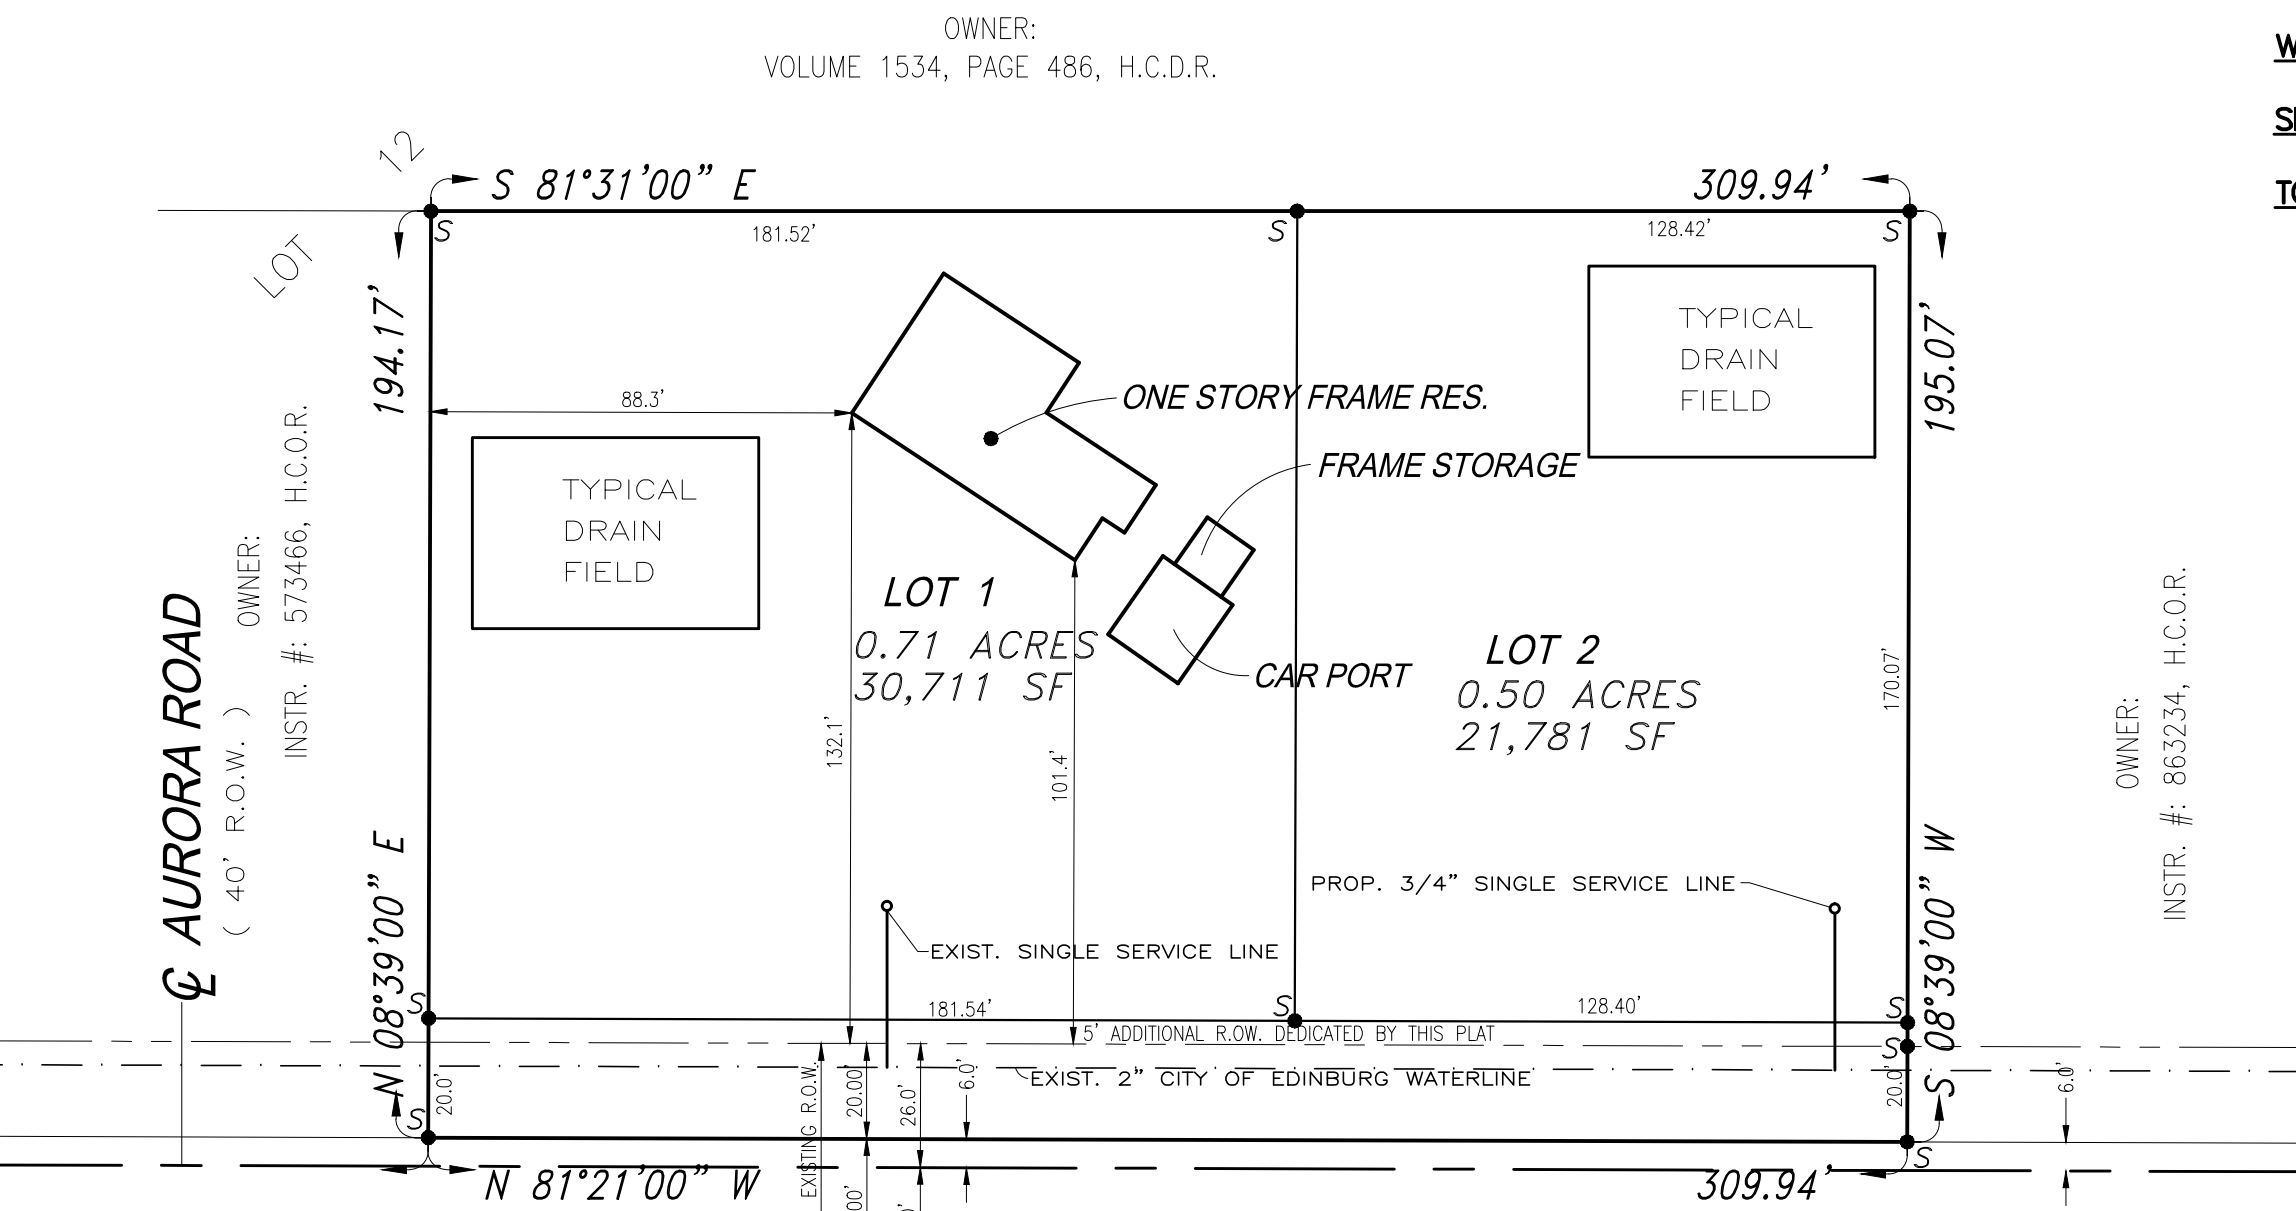 OWNER:
VOLUME 1534, PAGE 486, H.C.D.R.
12
LOT
S 81°31'00” E
309.94'
S
S
S
181.52'
128.42'
194.17'
195.07'
TYPICAL
DRAIN
FIELD
88.3'
ONE STORY FRAME RES.
FRAME STORAGE
TYPICAL
DRAIN
FIELD
OWNER:
INSTR. #: 573466, H.C.O.R.
℄ AURORA ROAD
( 40' R.O.W. )
LOT 1
0.71 ACRES
30,711 SF
CAR PORT
LOT 2
0.50 ACRES
21,781 SF
170.07'
OWNER:
INSTR. #: 863234, H.C.O.R.
132.1'
101.4'
N 08°39'00” E
S 08°39'00” W
PROP. 3/4” SINGLE SERVICE LINE
EXIST. SINGLE SERVICE LINE
S
181.54'
S
128.40'
S
5' ADDITIONAL R.OW. DEDICATED BY THIS PLAT
S
EXIST. 2” CITY OF EDINBURG WATERLINE
20.0'
EXISTING R.O.W.
20.00'
26.0'
6.0'
20.0'
6.0'
S
S
N 81°21'00” W
309.94'